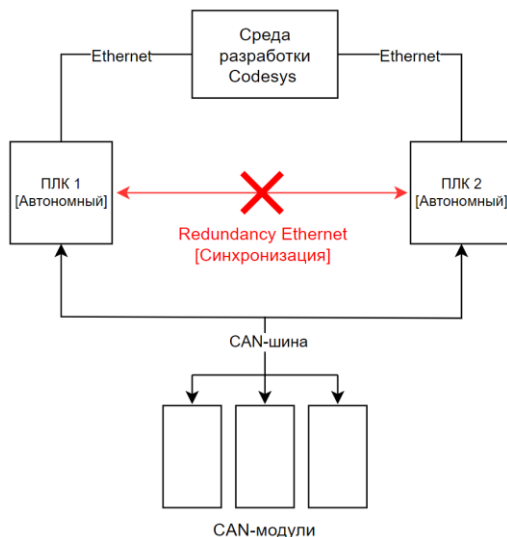 Среда
разработки
Codesys
Ethernet
Ethernet
ПЛК 1
[Автономный]
ПЛК 2
[Автономный]
Redundancy Ethernet
[Синхронизация]
CAN-шина
CAN-модули